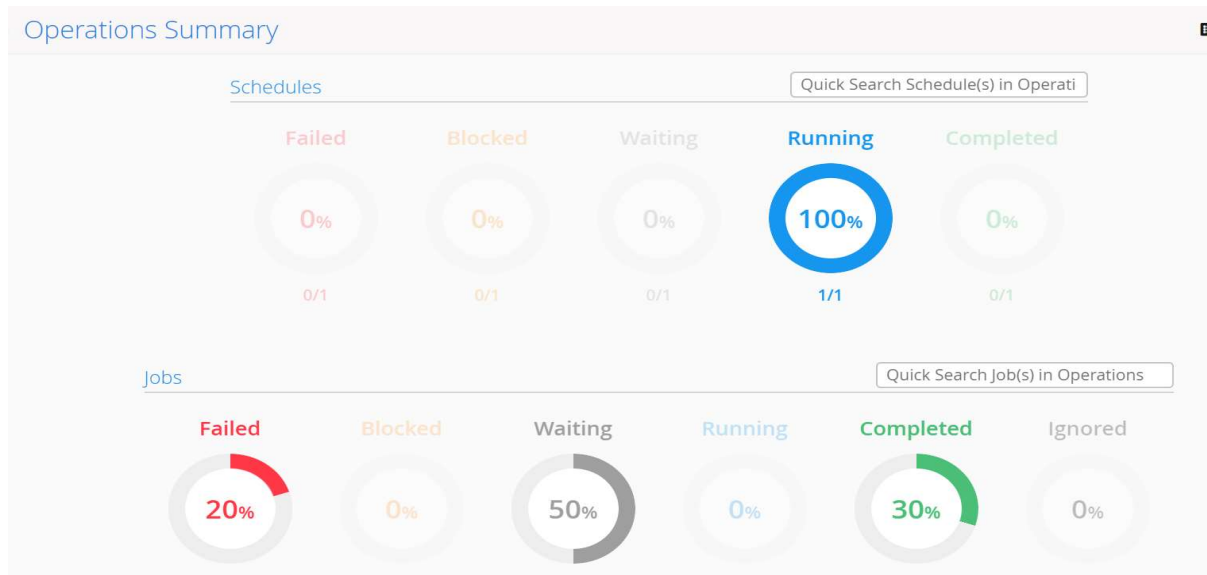 Operations Summary
Schedules
Quick Search Schedule(s) in Operati
Failed Blocked Waiting Running Completed
0% 0% 0% 100% 0%
0/1 0/1 0/1 1/1 0/1
Jobs
Quick Search Job(s) in Operations
Failed Blocked Waiting Running Completed Ignored
20% 0% 50% 0% 30% 0%